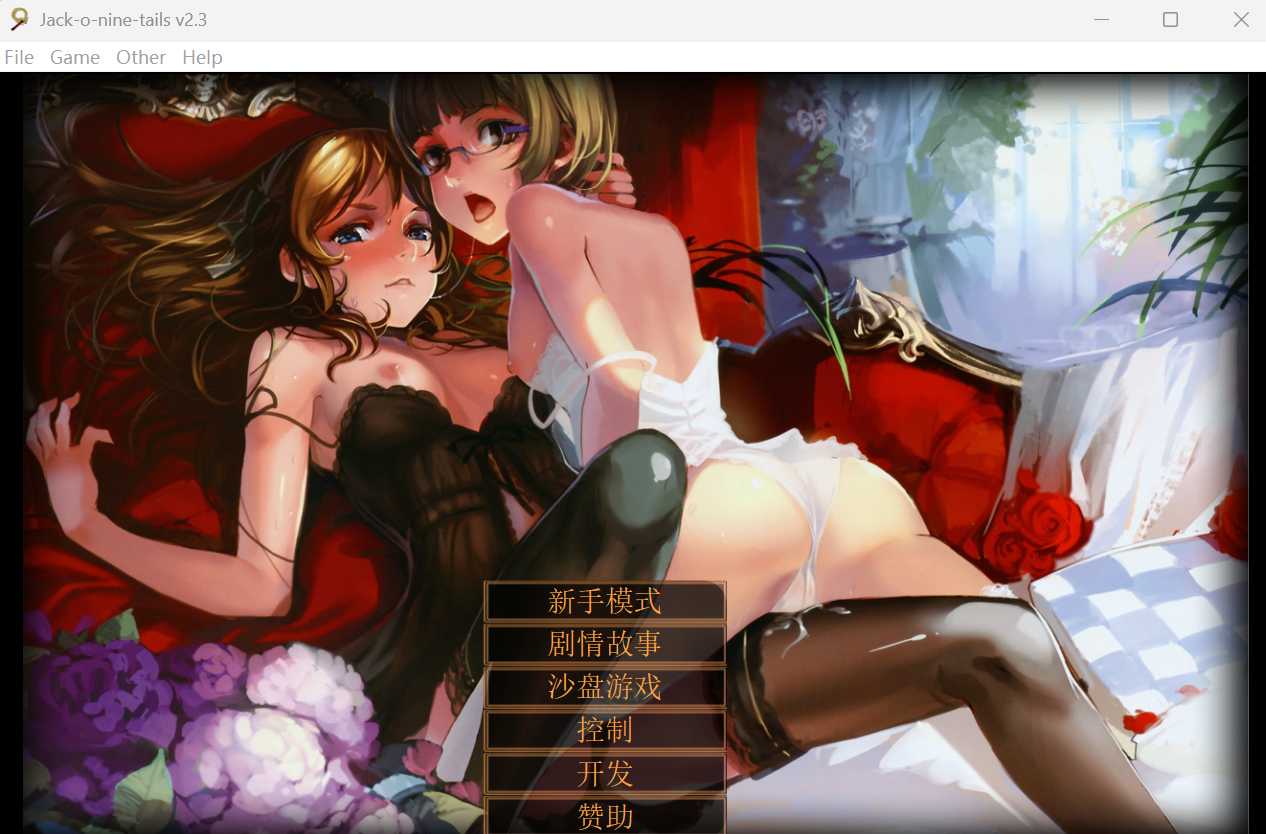 Jack-o-nine-tails v2.3
File Game Other Help
新手模式
剧情故事
沙盘游戏
控制
开发
赞助